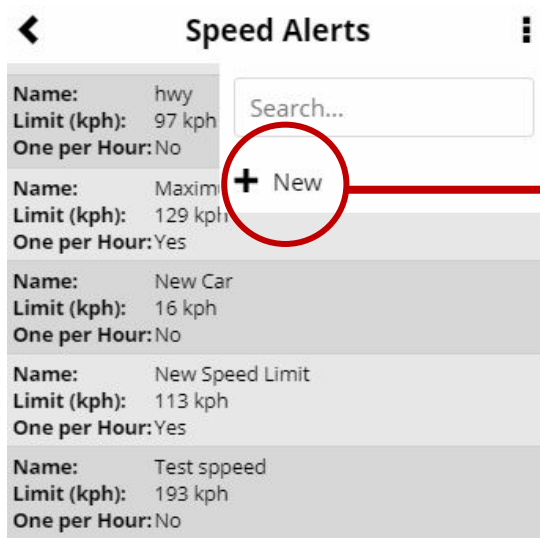 Speed Alerts
Search...
New
Name: hwy
Limit (kph): 97 kph
One per Hour: No
Name: Maxim
Limit (kph): 129 kph
One per Hour: Yes
Name: New Car
Limit (kph): 16 kph
One per Hour: No
Name: New Speed Limit
Limit (kph): 113 kph
One per Hour: Yes
Name: Test sppeed
Limit (kph): 193 kph
One per Hour: No